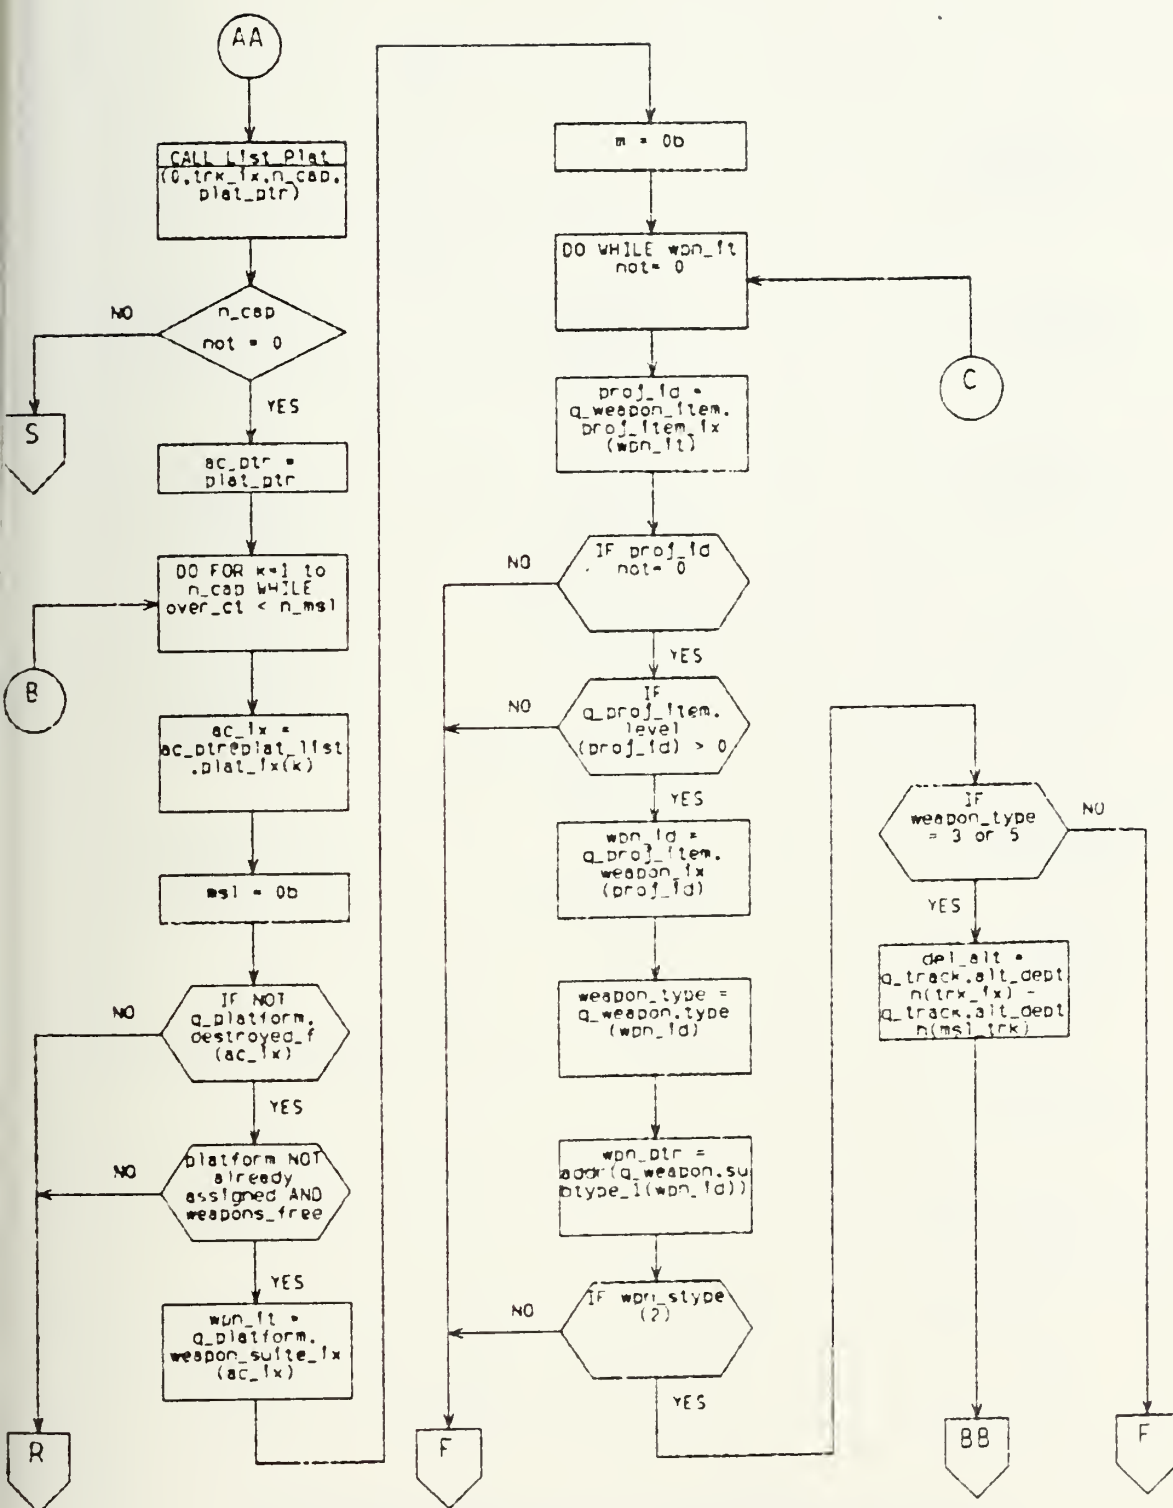 AA
CALL List_Plat
(0,trk_ix,n_cap,
plat_ptr)
n_cap
not = 0
NO
YES
S
ac_ptr =
plat_ptr
DO FOR k=1 to
n_cap WHILE
over_ct < n_msl
B
ac_ix =
ac_ptr@plat_list
.plat_ix(k)
msl = 0b
IF NOT
q_platform.
destroyed_f
(ac_ix)
NO
YES
platform NOT
already
assigned AND
weapons_free
NO
YES
wpn_it =
q_platform.
weapon_suite_ix
(ac_ix)
R
m = 0b
DO WHILE wpn_it
not= 0
C
proj_id =
q_weapon_item.
proj_item_ix
(wpn_it)
IF proj_id
not= 0
NO
YES
IF
q_proj_item.
level
(proj_id) > 0
NO
YES
wpn_id =
q_proj_item.
weapon_ix
(proj_id)
weapon_type =
q_weapon.type
(wpn_id)
wpn_ptr =
addr(q_weapon.su
btype_1(wpn_id))
IF wpn_stype
(2)
NO
YES
F
IF
weapon_type
= 3 or 5
NO
YES
del_alt =
q_track.alt_dept
h(trk_ix) -
q_track.alt_dept
h(msl_trk)
BB
F